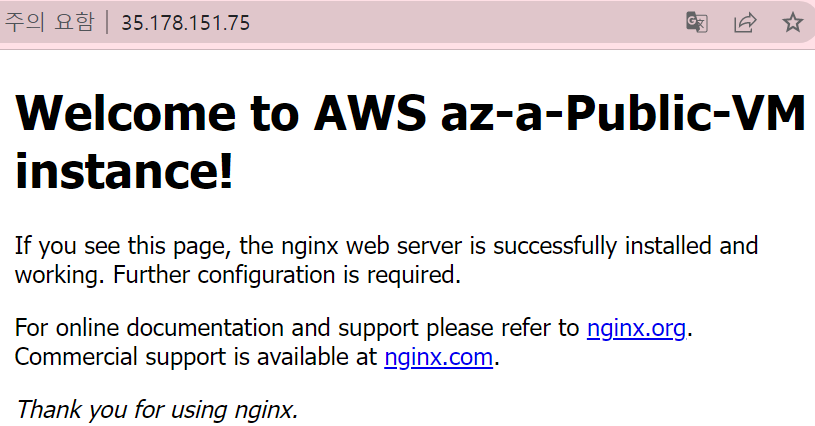 주의 요함 | 35.178.151.75
Welcome to AWS az-a-Public-VM
instance!
If you see this page, the nginx web server is successfully installed and
working. Further configuration is required.
For online documentation and support please refer to nginx.org.
Commercial support is available at nginx.com.
Thank you for using nginx.